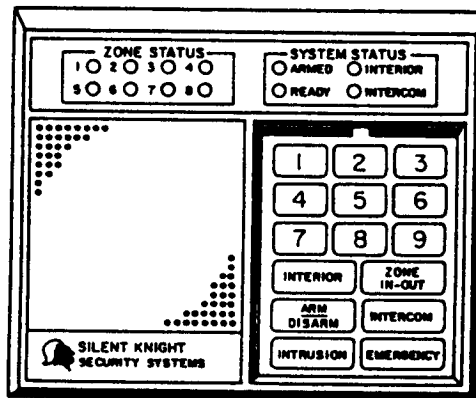 ZONE STATUS
1 2 3 4
5 6 7 8
SYSTEM STATUS
ARMED INTERIOR
READY INTERCOM
1 2 3
4 5 6
7 8 9
INTERIOR
ZONE
IN-OUT
ARM
DISARM
INTERCOM
INTRUSION
EMERGENCY
SILENT KNIGHT
SECURITY SYSTEMS